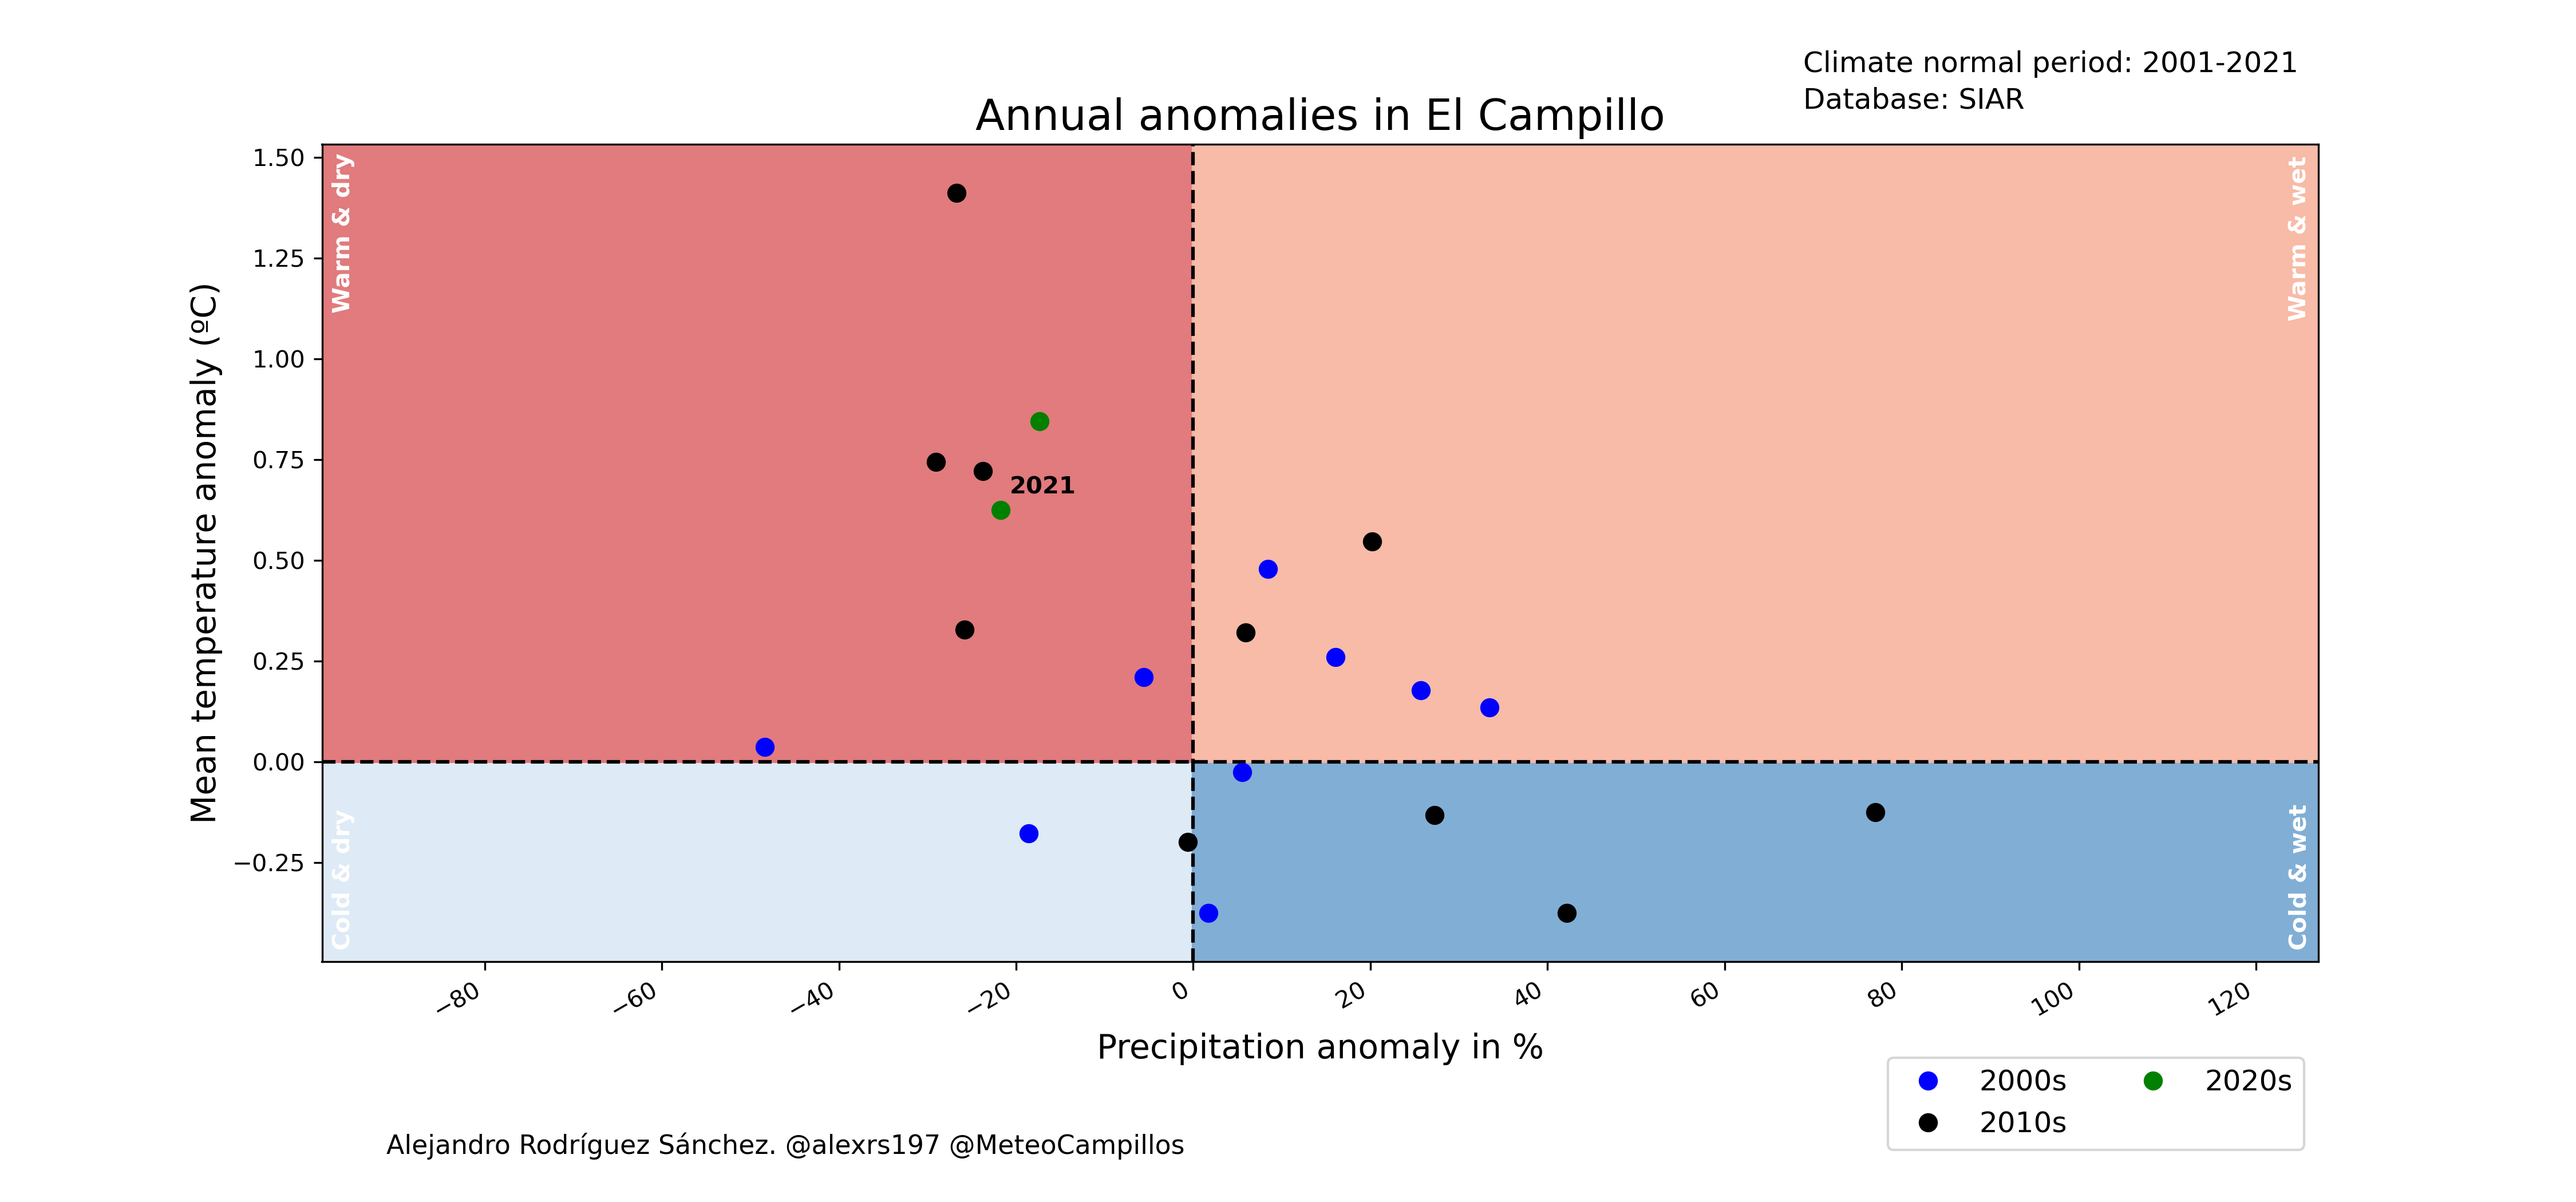 Climate normal period: 2001-2021
Database: SIAR
Annual anomalies in El Campillo
Warm & dry
Warm & wet
Cold & dry
Cold & wet
Mean temperature anomaly (ºC)
1.50
1.25
1.00
0.75
0.50
0.25
0.00
−0.25
2021
−80
−60
−40
−20
0
20
40
60
80
100
120
Precipitation anomaly in %
2000s
2010s
2020s
Alejandro Rodríguez Sánchez. @alexrs197 @MeteoCampillos